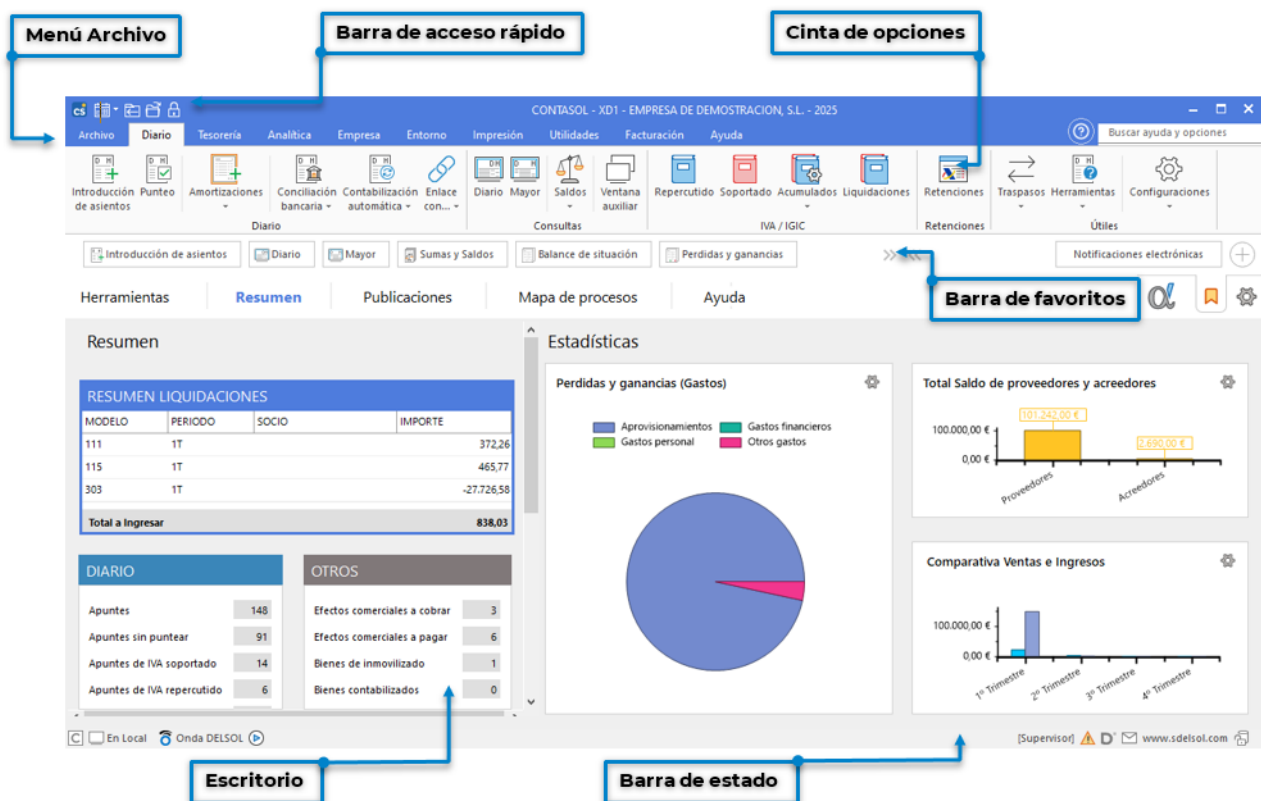 Menú Archivo
Barra de acceso rápido
Cinta de opciones
CONTASOL - XD1 - EMPRESA DE DEMOSTRACION, S.L. - 2025
Archivo Diario Tesorería Analítica Empresa Entorno Impresión Utilidades Facturación Ayuda
Buscar ayuda y opciones
Introducción de asientos
Punteo
Amortizaciones
Conciliación bancaria
Contabilización automática
Enlace con...
Diario
Mayor
Saldos
Ventana auxiliar
Repercutido
Soportado
Acumulados
Liquidaciones
Retenciones
Traspasos
Herramientas
Configuraciones
Diario Consultas IVA / IGIC Retenciones Útiles
Introducción de asientos Diario Mayor Sumas y Saldos Balance de situación Perdidas y ganancias Notificaciones electrónicas
Barra de favoritos
Herramientas Resumen Publicaciones Mapa de procesos Ayuda
Resumen
RESUMEN LIQUIDACIONES
MODELO PERIODO SOCIO IMPORTE
111 1T 372,26
115 1T 465,77
303 1T -27.726,58
Total a Ingresar 838,03
DIARIO
Apuntes 148
Apuntes sin puntear 91
Apuntes de IVA soportado 14
Apuntes de IVA repercutido 6
OTROS
Efectos comerciales a cobrar 3
Efectos comerciales a pagar 6
Bienes de inmovilizado 1
Bienes contabilizados 0
Estadísticas
Perdidas y ganancias (Gastos)
Aprovisionamientos Gastos financieros
Gastos personal Otros gastos
Total Saldo de proveedores y acreedores
101.242,00 €
2.690,00 €
100.000,00 €
0,00 €
Proveedores Acreedores
Comparativa Ventas e Ingresos
100.000,00 €
0,00 €
1º Trimestre 2º Trimestre 3º Trimestre 4º Trimestre
C En Local Onda DELSOL
[Supervisor] D www.sdelsol.com
Escritorio
Barra de estado